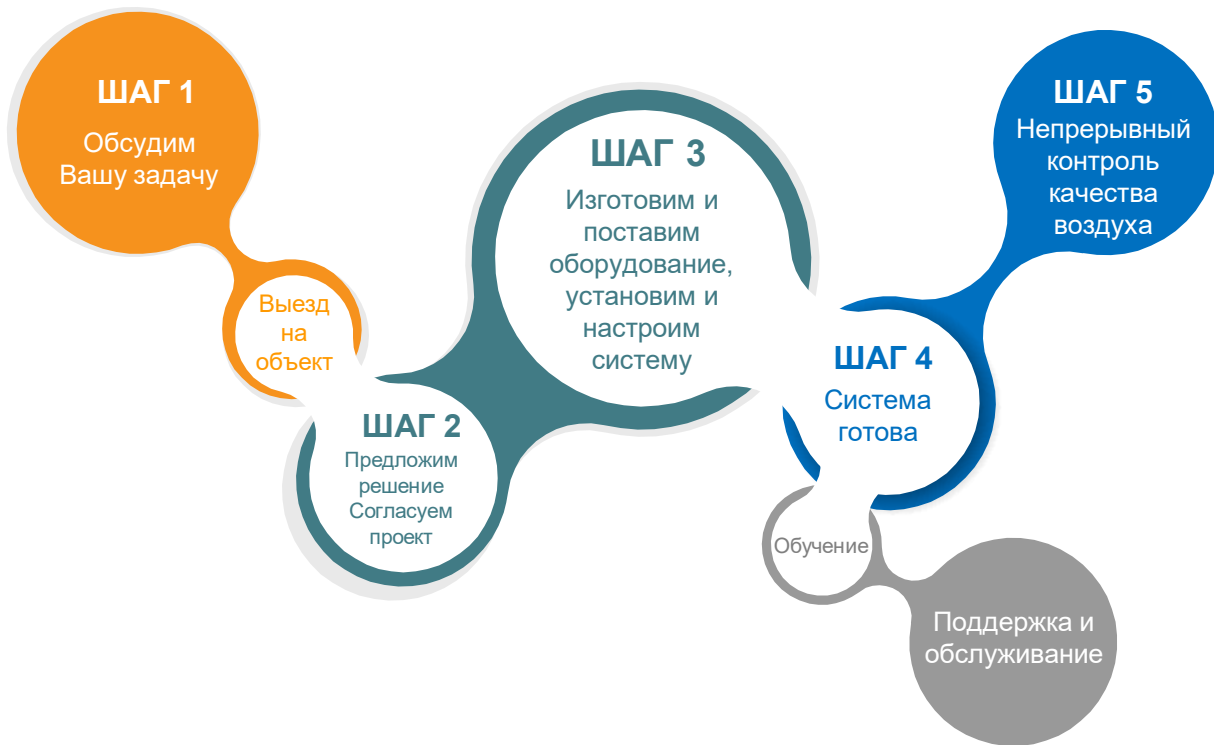 ШАГ 1
Обсудим
Вашу задачу
Выезд
на
объект
ШАГ 2
Предложим
решение
Согласуем
проект
ШАГ 3
Изготовим и
поставим
оборудование,
установим и
настроим
систему
ШАГ 4
Система
готова
ШАГ 5
Непрерывный
контроль
качества
воздуха
Обучение
Поддержка и
обслуживание